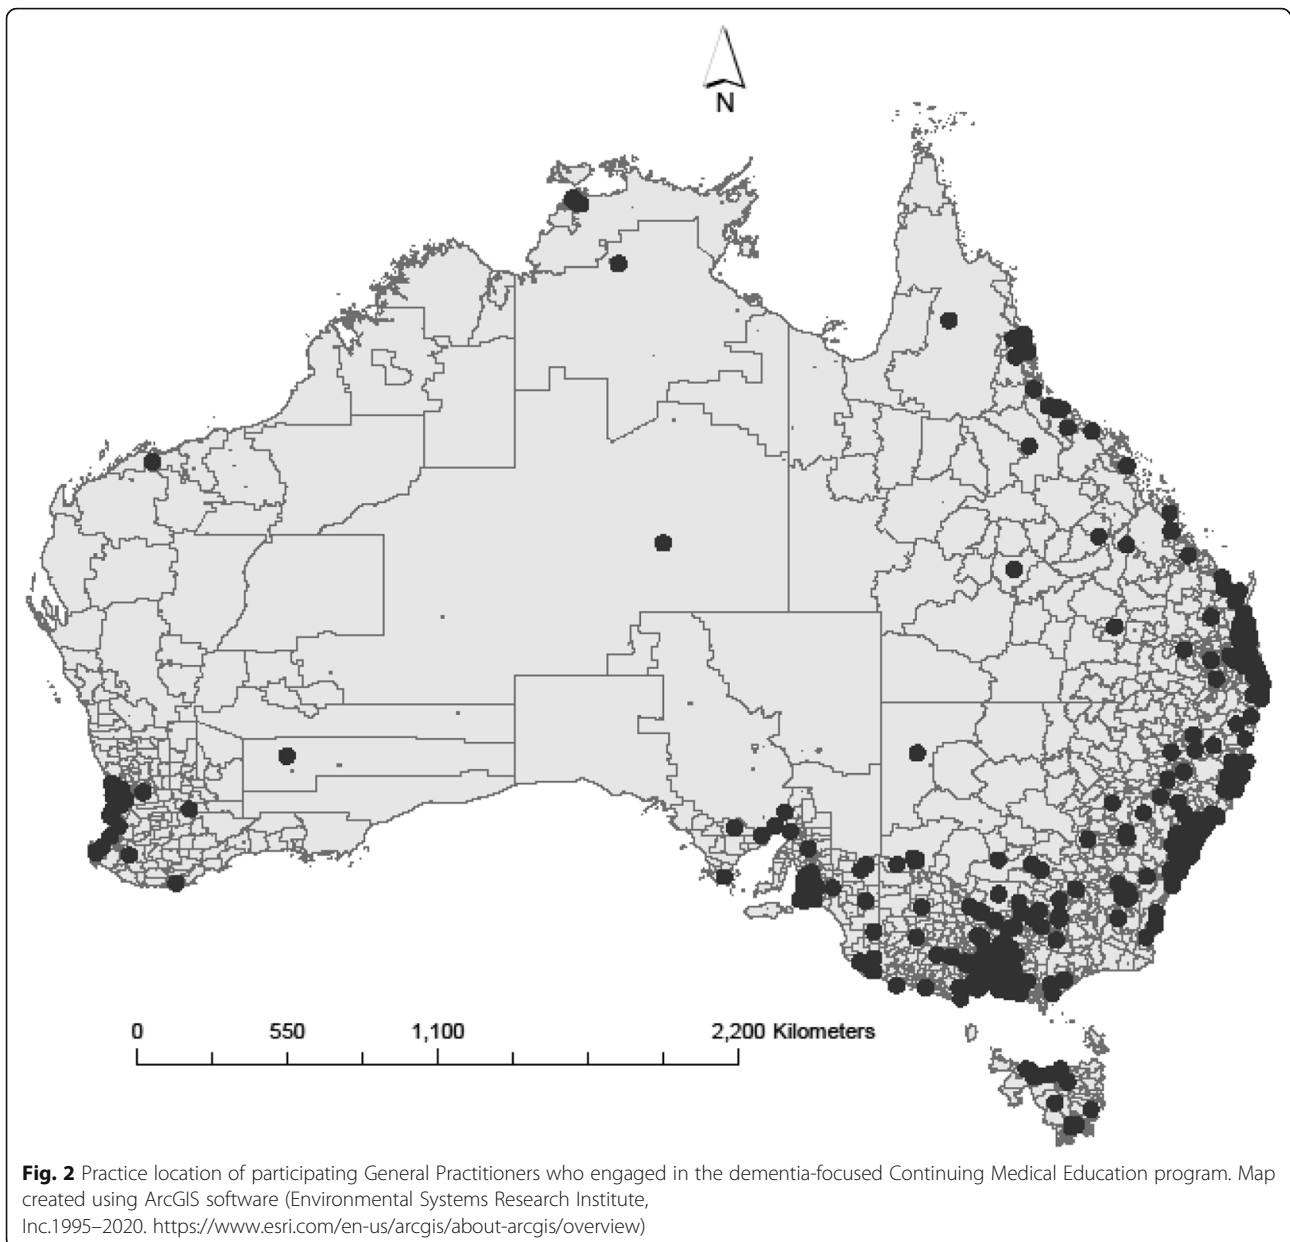 N
0 550 1,100 2,200 Kilometers
Fig. 2 Practice location of participating General Practitioners who engaged in the dementia-focused Continuing Medical Education program. Map
created using ArcGIS software (Environmental Systems Research Institute,
Inc.1995–2020. https://www.esri.com/en-us/arcgis/about-arcgis/overview)